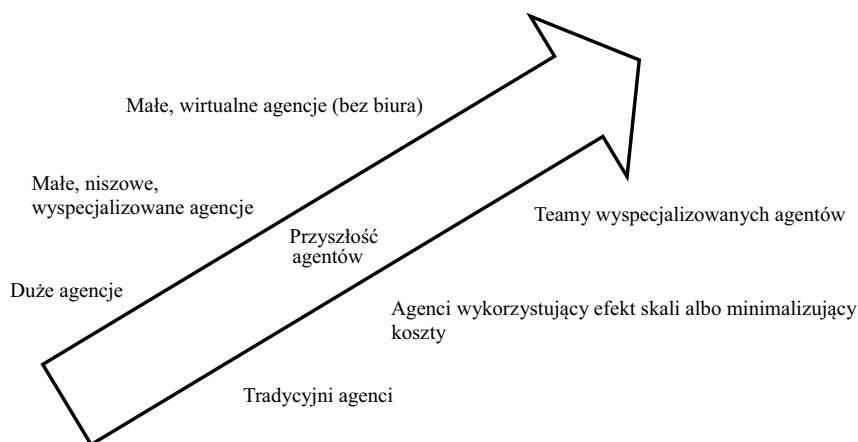 Małe, wirtualne agencje (bez biura)
Małe, niszowe,
wyspecjalizowane agencje
Teamy wyspecjalizowanych agentów
Przyszłość
agentów
Duże agencje
Agenci wykorzystujący efekt skali albo minimalizujący
koszty
Tradycyjni agenci